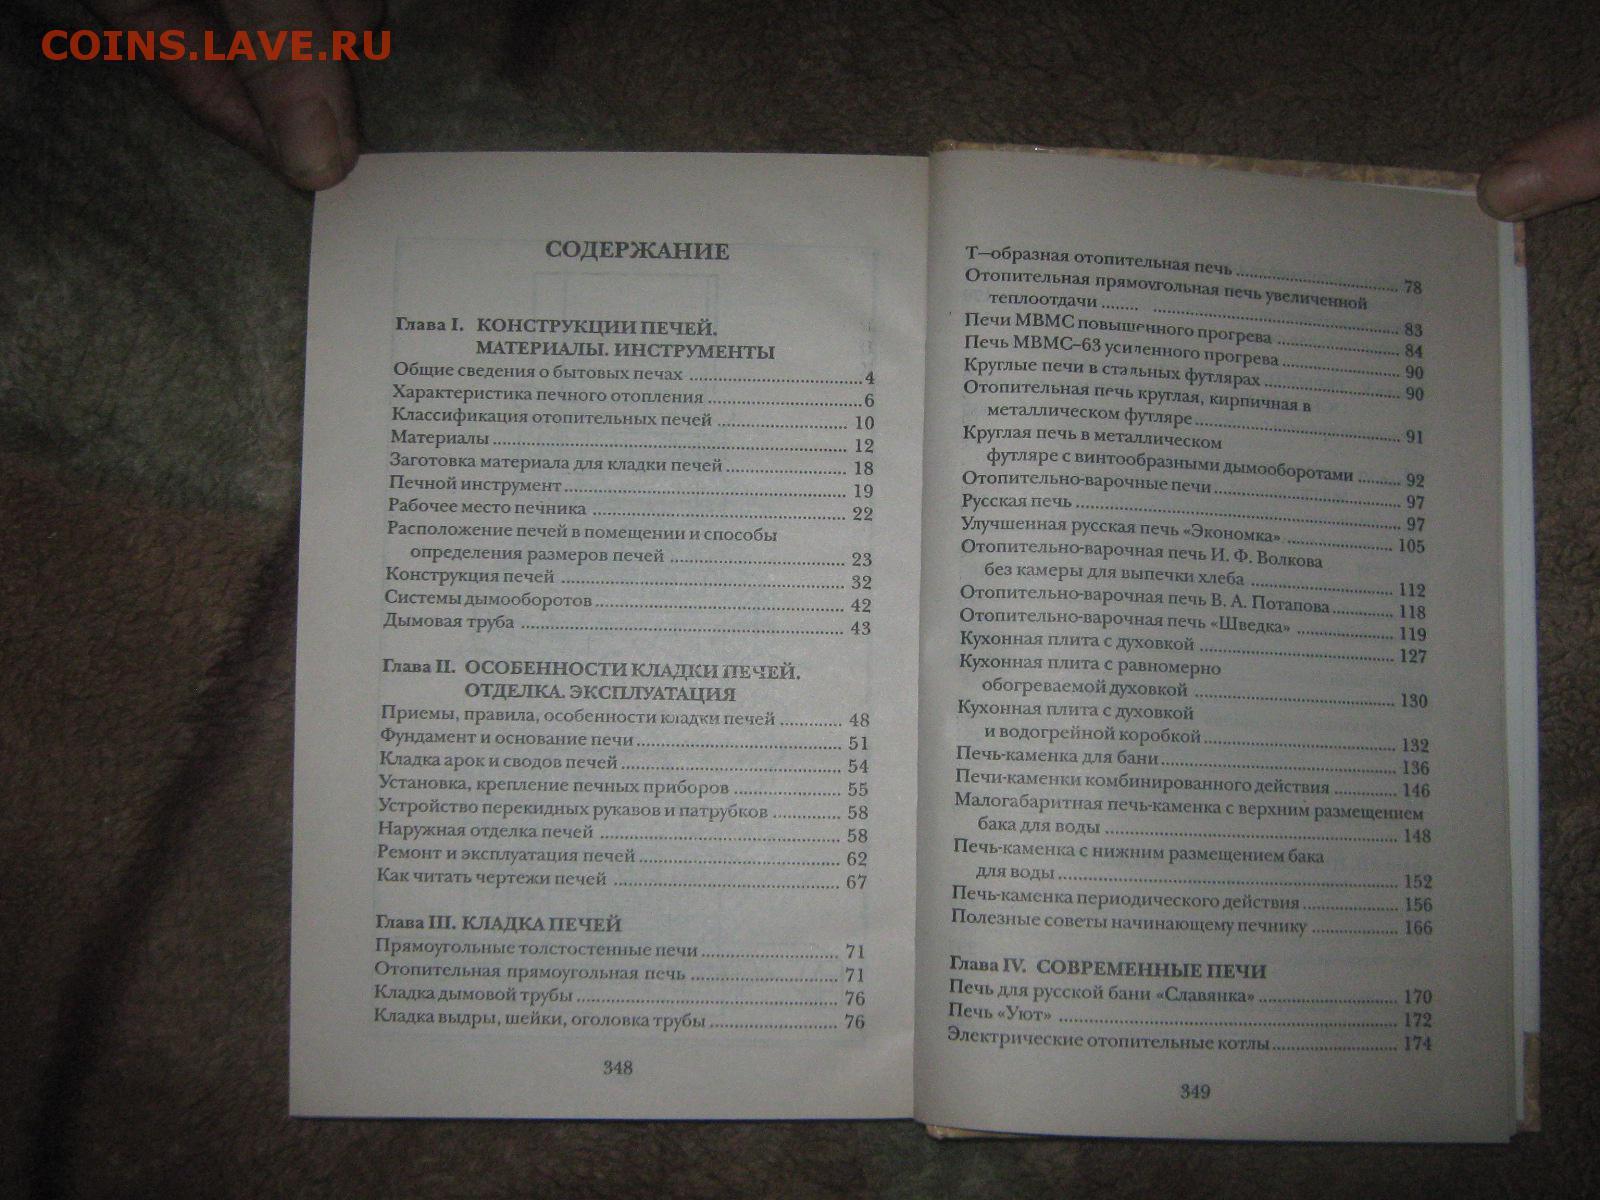 COINS.LAVE.RU
СОДЕРЖАНИЕ
Глава I. КОНСТРУКЦИИ ПЕЧЕЙ.
МАТЕРИАЛЫ. ИНСТРУМЕНТЫ
Общие сведения о бытовых печах ........................ 4
Характеристика печного отопления ........................ 6
Классификация отопительных печей ........................ 10
Материалы ........................ 12
Заготовка материала для кладки печей ........................ 18
Печной инструмент ........................ 19
Рабочее место печника ........................ 22
Расположение печей в помещении и способы
определения размеров печей ........................ 23
Конструкция печей ........................ 32
Системы дымооборотов ........................ 42
Дымовая труба ........................ 43
Глава II. ОСОБЕННОСТИ КЛАДКИ ПЕЧЕЙ.
ОТДЕЛКА. ЭКСПЛУАТАЦИЯ
Приемы, правила, особенности кладки печей ............ 48
Фундамент и основание печи ........................ 51
Кладка арок и сводов печей ........................ 54
Установка, крепление печных приборов ........................ 55
Устройство перекидных рукавов и патрубков ............ 58
Наружная отделка печей ........................ 58
Ремонт и эксплуатация печей ........................ 62
Как читать чертежи печей ........................ 67
Глава III. КЛАДКА ПЕЧЕЙ
Прямоугольные толстостенные печи ........................ 71
Отопительная прямоугольная печь ........................ 71
Кладка дымовой трубы ........................ 76
Кладка выдры, шейки, оголовка трубы ........................ 76
348
Т—образная отопительная печь ........................ 78
Отопительная прямоугольная печь увеличенной
теплоотдачи ........................ 83
Печи МВМС повышенного прогрева ........................ 84
Печь МВМС–63 усиленного прогрева ........................ 90
Круглые печи в стальных футлярах ........................ 90
Отопительная печь круглая, кирпичная в
металлическом футляре ........................ 91
Круглая печь в металлическом
футляре с винтообразными дымооборотами ........ 92
Отопительно-варочные печи ........................ 97
Русская печь ........................ 97
Улучшенная русская печь «Экономка» ........................ 105
Отопительно-варочная печь И. Ф. Волкова
без камеры для выпечки хлеба ........................ 112
Отопительно-варочная печь В. А. Потапова ............ 118
Отопительно-варочная печь «Шведка» ........................ 119
Кухонная плита с духовкой ........................ 127
Кухонная плита с равномерно
обогреваемой духовкой ........................ 130
Кухонная плита с духовкой
и водогрейной коробкой ........................ 132
Печь-каменка для бани ........................ 136
Печи-каменки комбинированного действия ............ 146
Малогабаритная печь-каменка с верхним размещением
бака для воды ........................ 148
Печь-каменка с нижним размещением бака
для воды ........................ 152
Печь-каменка периодического действия ........................ 156
Полезные советы начинающему печнику ........................ 166
Глава IV. СОВРЕМЕННЫЕ ПЕЧИ
Печь для русской бани «Славянка» ........................ 170
Печь «Уют» ........................ 172
Электрические отопительные котлы ........................ 174
349